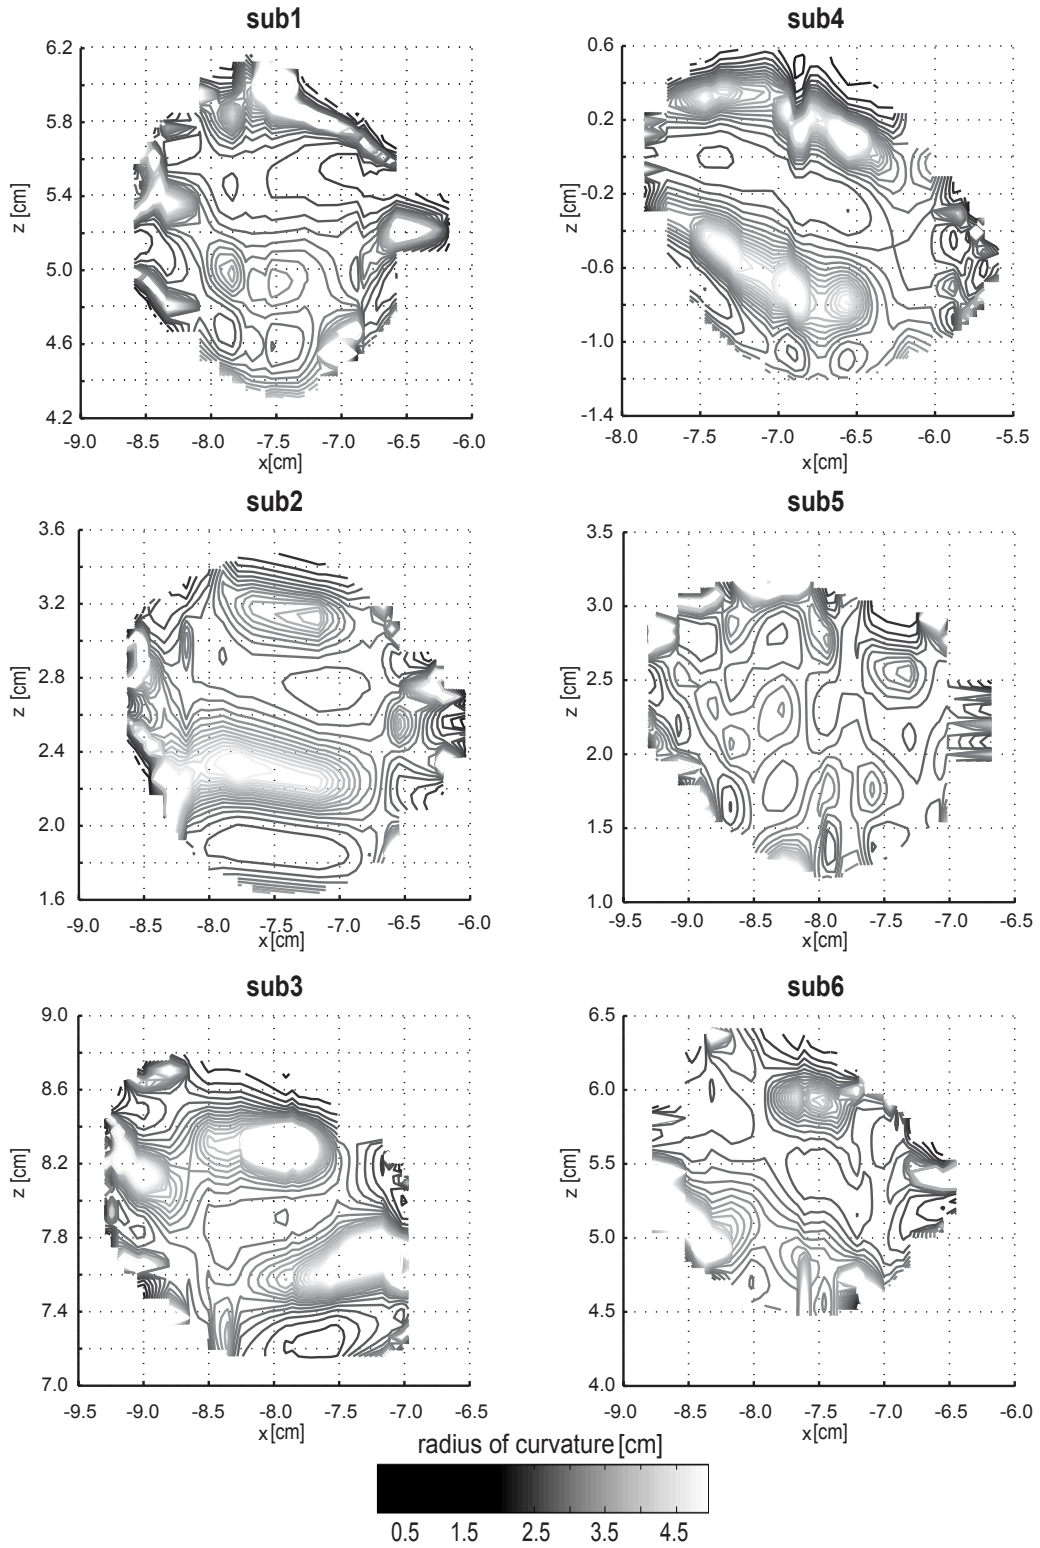 sub1
6.2
5.8
5.4
5.0
4.6
4.2
z [cm]
-9.0 -8.5 -8.0 -7.5 -7.0 -6.5 -6.0
x[cm]
sub4
0.6
0.2
-0.2
-0.6
-1.0
-1.4
z [cm]
-8.0 -7.5 -7.0 -6.5 -6.0 -5.5
x[cm]
sub2
3.6
3.2
2.8
2.4
2.0
1.6
z [cm]
-9.0 -8.5 -8.0 -7.5 -7.0 -6.5 -6.0
x[cm]
sub5
3.5
3.0
2.5
2.0
1.5
1.0
z [cm]
-9.5 -9.0 -8.5 -8.0 -7.5 -7.0 -6.5
x[cm]
sub3
9.0
8.6
8.2
7.8
7.4
7.0
z [cm]
-9.5 -9.0 -8.5 -8.0 -7.5 -7.0 -6.5
x[cm]
sub6
6.5
6.0
5.5
5.0
4.5
4.0
z [cm]
-9.0 -8.5 -8.0 -7.5 -7.0 -6.5 -6.0
x[cm]
radius of curvature[cm]
0.5 1.5 2.5 3.5 4.5